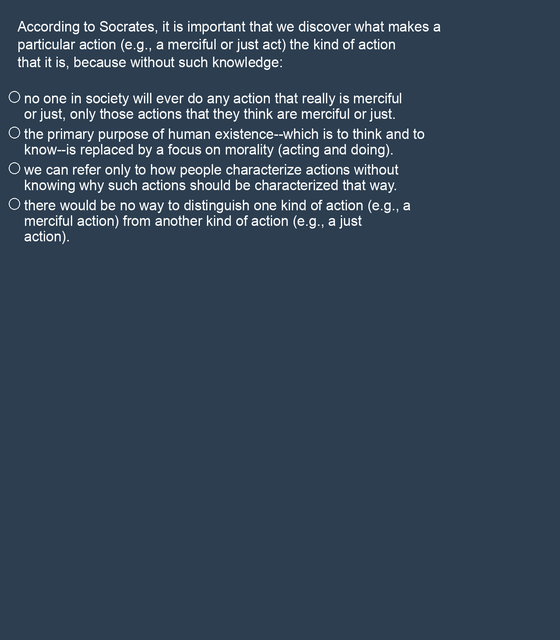 According to Socrates, it is important that we discover what makes a
particular action (e.g., a merciful or just act) the kind of action
that it is, because without such knowledge:
no one in society will ever do any action that really is merciful
or just, only those actions that they think are merciful or just.
the primary purpose of human existence--which is to think and to
know--is replaced by a focus on morality (acting and doing).
we can refer only to how people characterize actions without
knowing why such actions should be characterized that way.
there would be no way to distinguish one kind of action (e.g., a
merciful action) from another kind of action (e.g., a just
action).